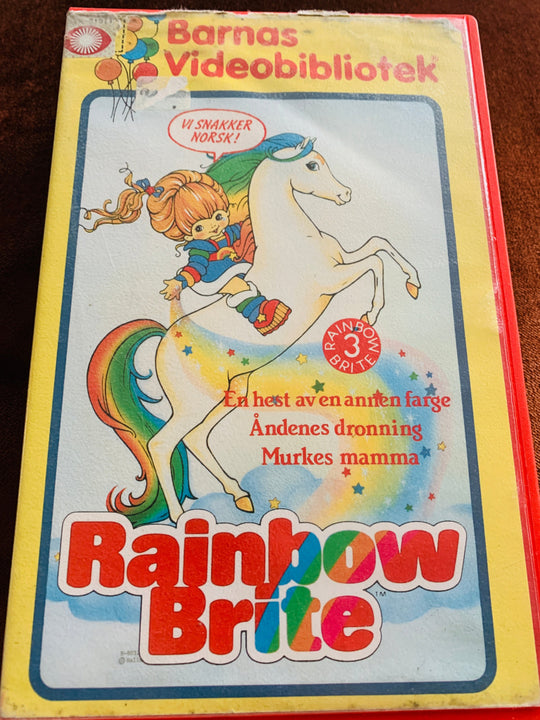 Barnas
Videobibliotek
VI SNAKKER
NORSK!
RAINBOW
3
BRITE
En hest av en annen farge
Åndenes dronning
Murkes mamma
Rainbow
Brite
TM